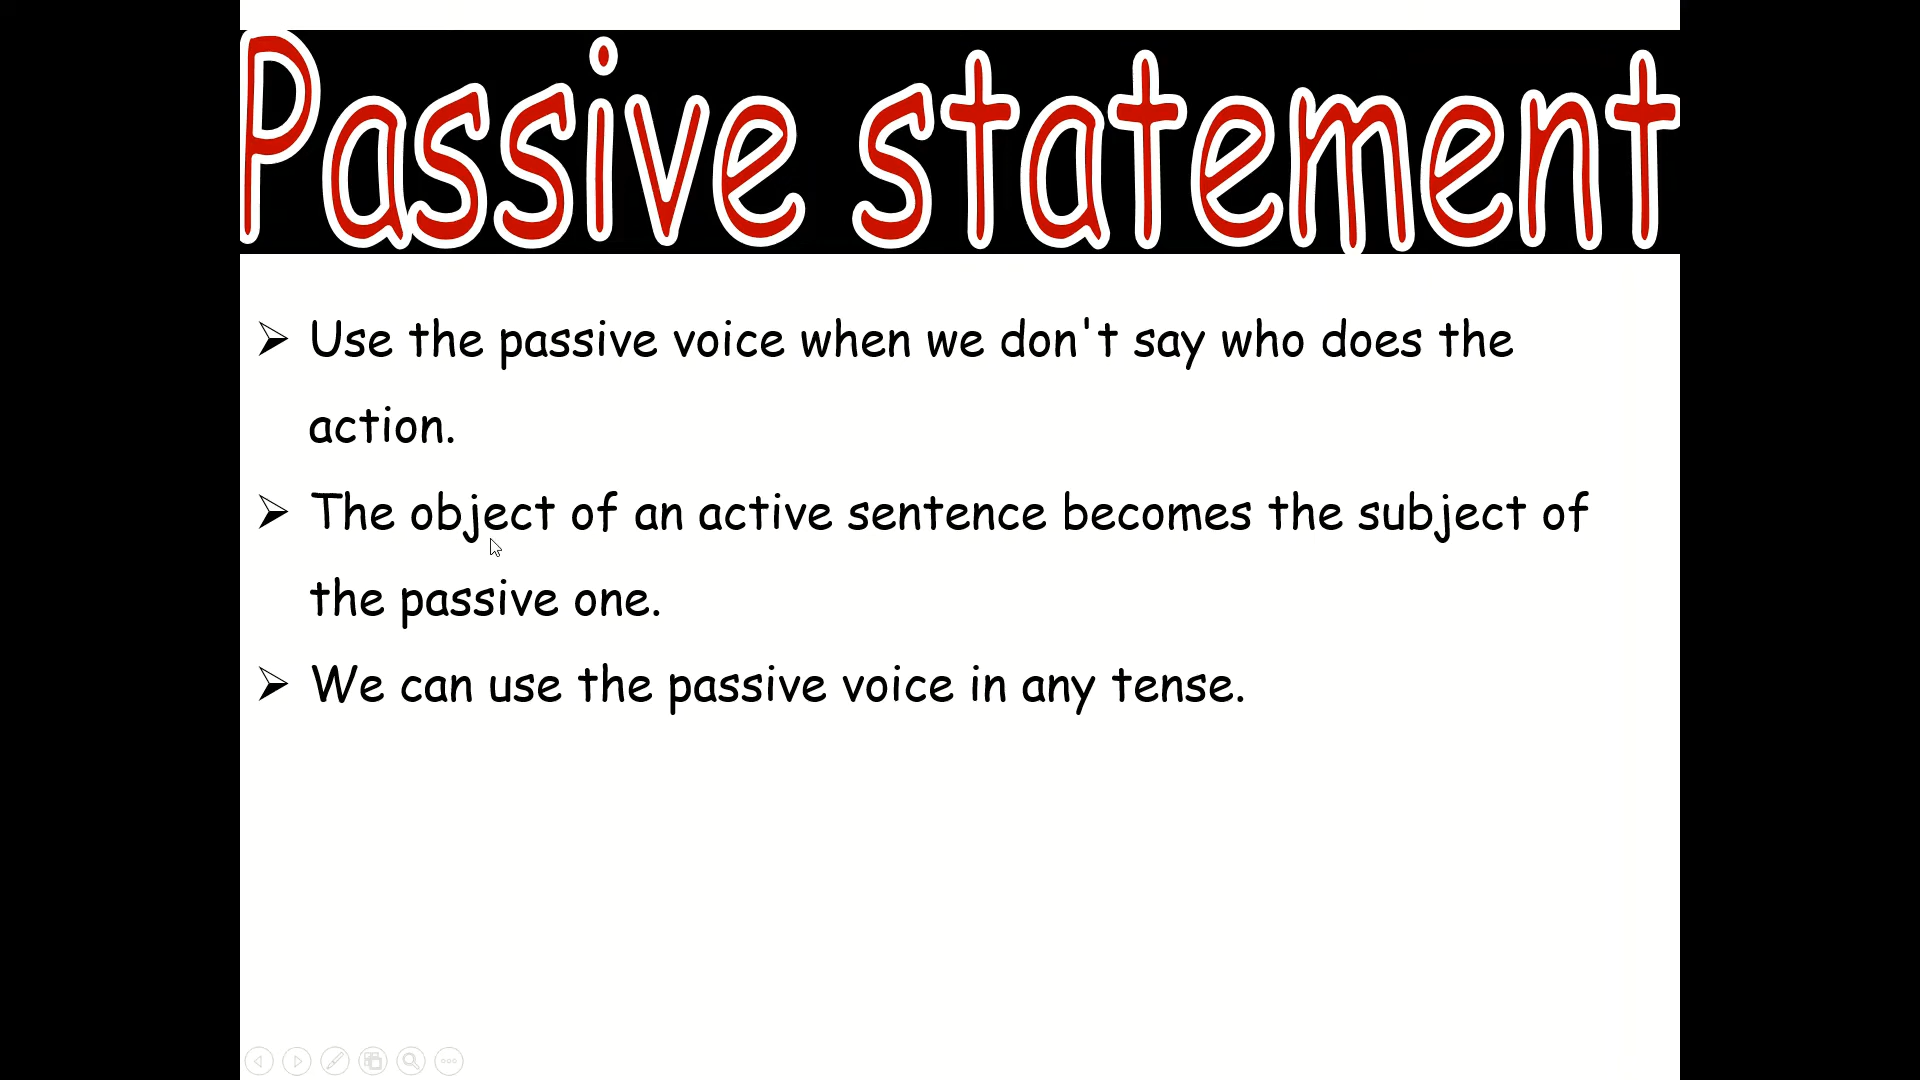 Passive statement
Use the passive voice when we don't say who does the
action.
The object of an active sentence becomes the subject of
the passive one.
We can use the passive voice in any tense.